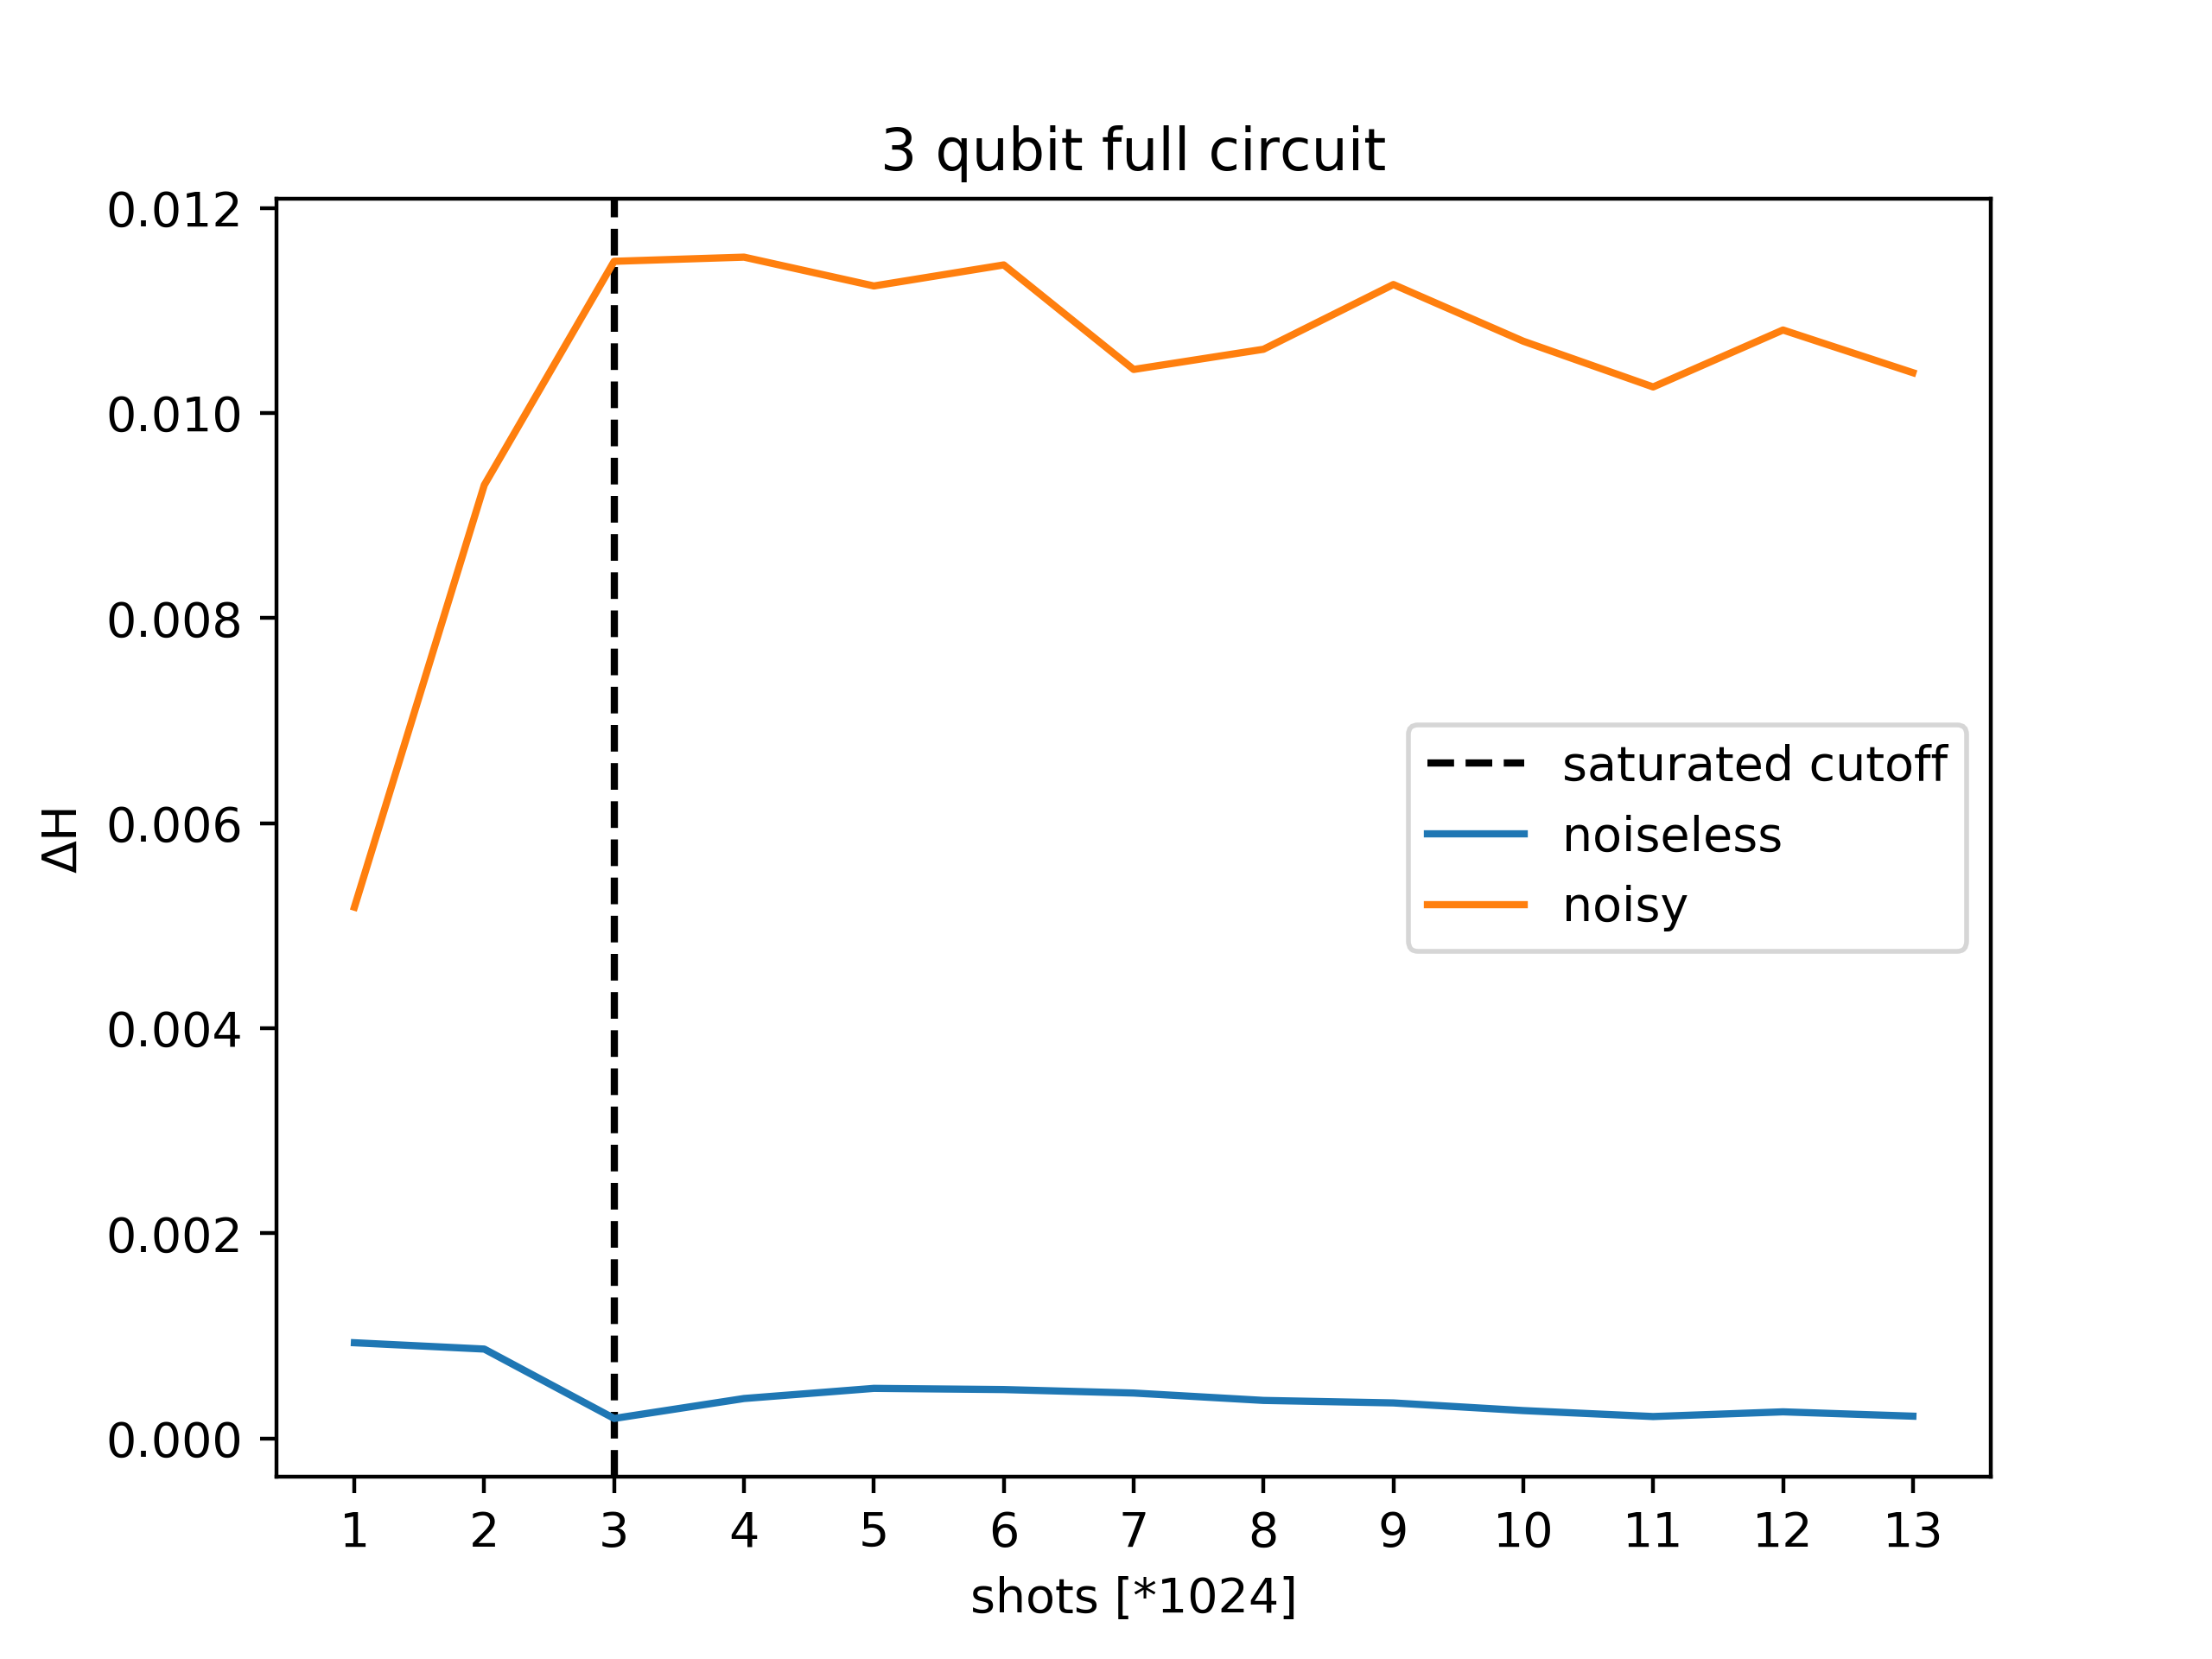 3 qubit full circuit
0.012
0.010
0.008
0.006
0.004
0.002
0.000
ΔH
saturated cutoff
noiseless
noisy
1 2 3 4 5 6 7 8 9 10 11 12 13
shots [*1024]